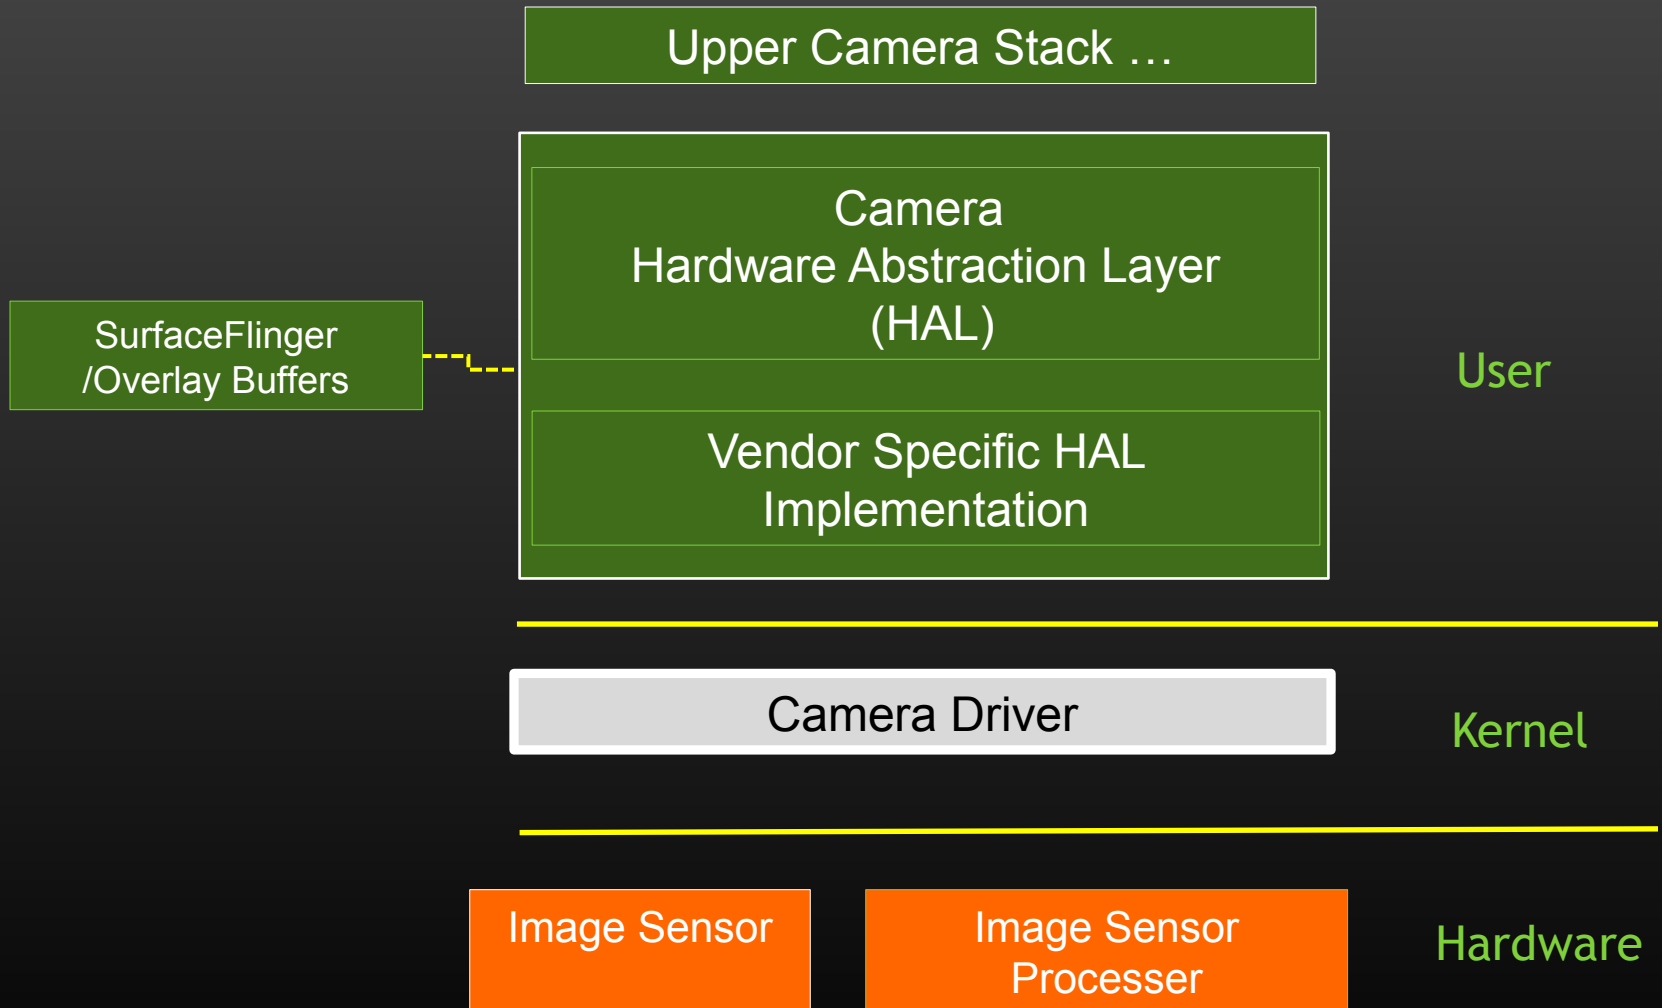 Upper Camera Stack …
Camera
Hardware Abstraction Layer
(HAL)
SurfaceFlinger
/Overlay Buffers
User
Vendor Specific HAL
Implementation
Camera Driver
Kernel
Image Sensor
Image Sensor
Processer
Hardware